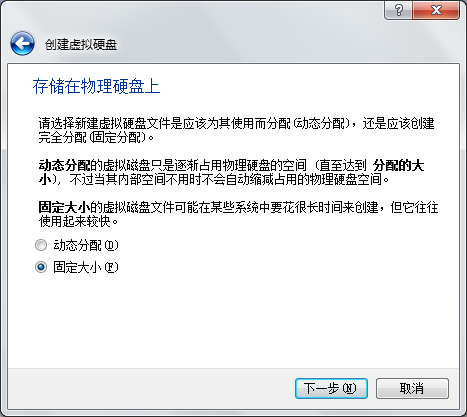 创建虚拟硬盘
存储在物理硬盘上
请选择新建虚拟硬盘文件是应该为其使用而分配(动态分配)，还是应该创建
完全分配(固定分配)。
动态分配的虚拟磁盘只是逐渐占用物理硬盘的空间 (直至达到 分配的大
小)，不过当其内部空间不用时不会自动缩减占用的物理硬盘空间。
固定大小的虚拟磁盘文件可能在某些系统中要花很长时间来创建，但它往往
使用起来较快。
动态分配(D)
固定大小(F)
下一步(N)
取消